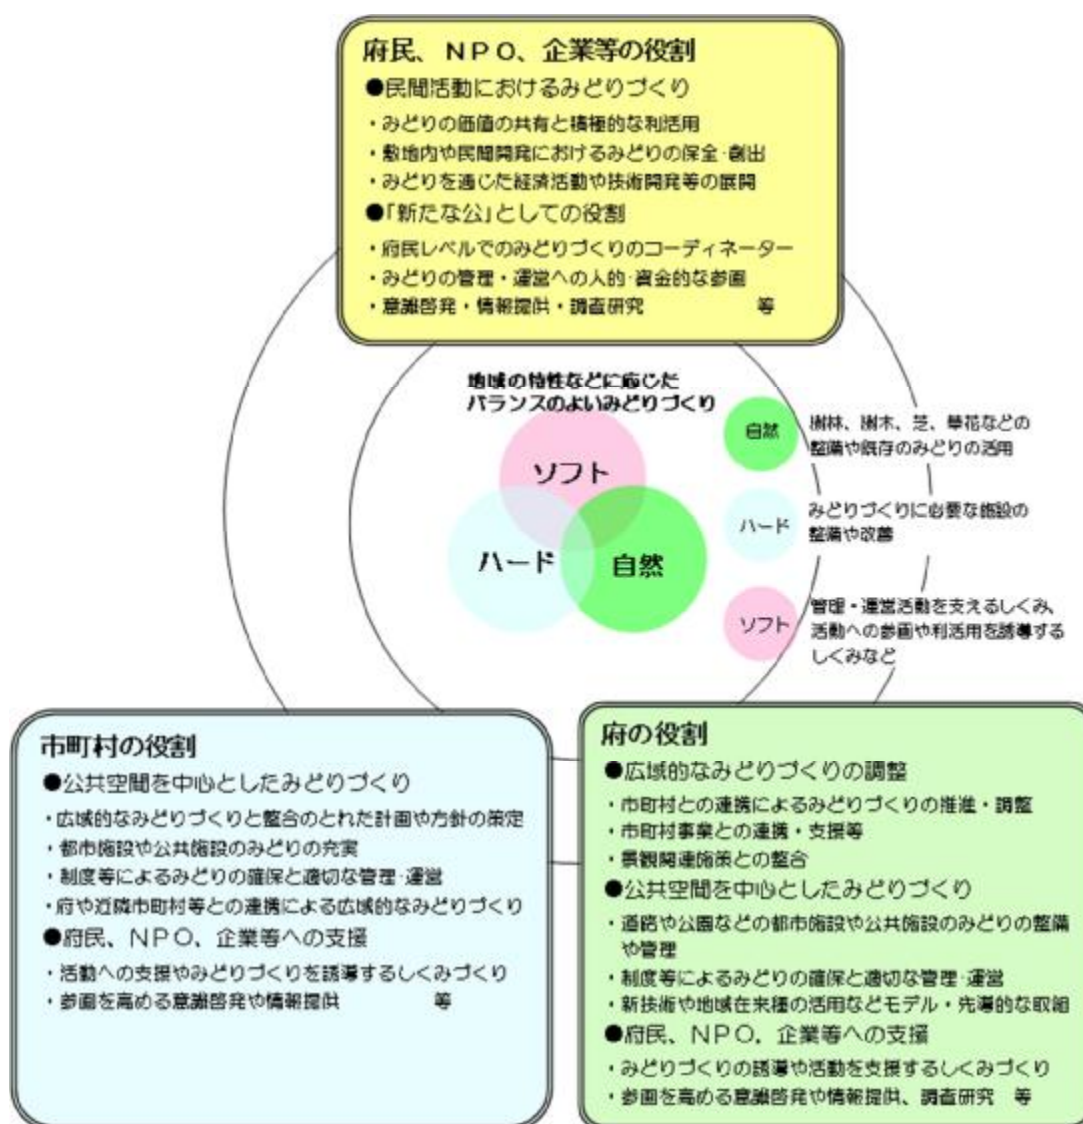 府民、ＮＰＯ、企業等の役割
●民間活動におけるみどりづくり
・みどりの価値の共有と積極的な利活用
・敷地内や民間開発におけるみどりの保全・創出
・みどりを通じた経済活動や技術開発等の展開
●「新たな公」としての役割
・府民レベルでのみどりづくりのコーディネーター
・みどりの管理・運営への人的・資金的な参画
・意識啓発・情報提供・調査研究 等
地域の特性などに応じた
バランスのよいみどりづくり
ソフト
ハード
自然
自然
樹林、樹木、芝、草花などの
整備や既存のみどりの活用
ハード
みどりづくりに必要な施設の
整備や改善
ソフト
管理・運営活動を支えるしくみ、
活動への参画や利活用を誘導する
しくみなど
市町村の役割
●公共空間を中心としたみどりづくり
・広域的なみどりづくりと整合のとれた計画や方針の策定
・都市施設や公共施設のみどりの充実
・制度等によるみどりの確保と適切な管理・運営
・府や近隣市町村等との連携による広域的なみどりづくり
●府民、ＮＰＯ、企業等への支援
・活動への支援やみどりづくりを誘導するしくみづくり
・参画を高める意識啓発や情報提供 等
府の役割
●広域的なみどりづくりの調整
・市町村との連携によるみどりづくりの推進・調整
・市町村事業との連携・支援等
・景観関連施策との整合
●公共空間を中心としたみどりづくり
・道路や公園などの都市施設や公共施設のみどりの整備
や管理
・制度等によるみどりの確保と適切な管理・運営
・新技術や地域在来種の活用などモデル・先導的な取組
●府民、ＮＰＯ，企業等への支援
・みどりづくりの誘導や活動を支援するしくみづくり
・参画を高める意識啓発や情報提供、調査研究 等